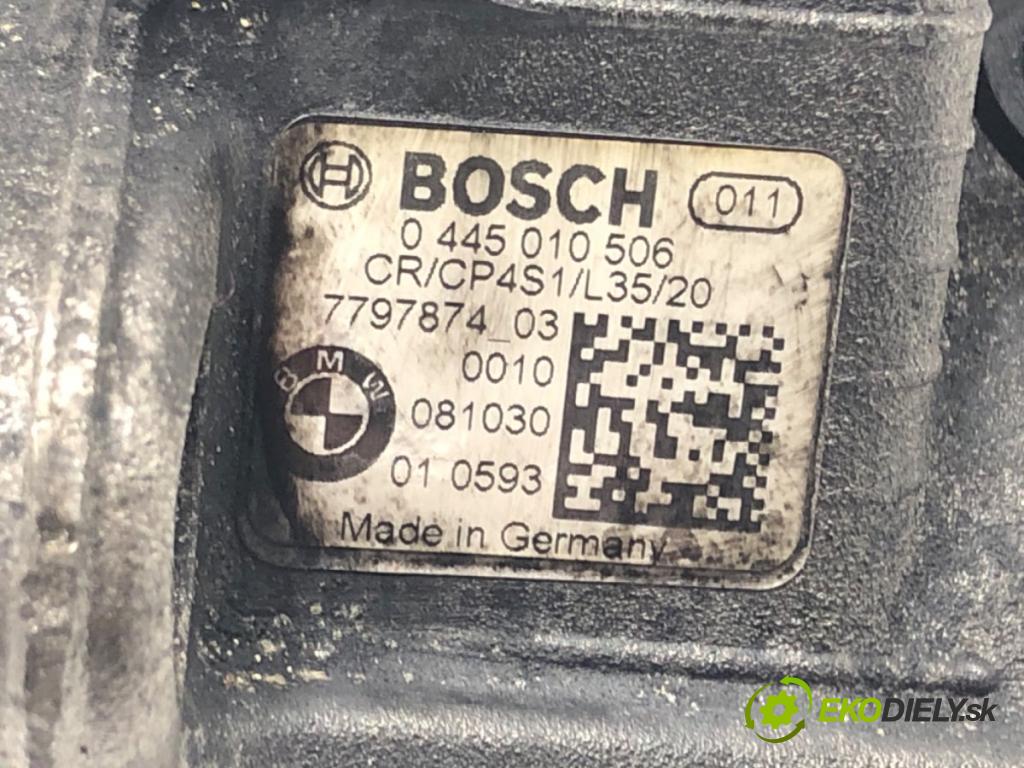 BOSCH 011
0 445 010 506
CR/CP4S1/L35/20
7797874_03
0010
BMW
081030
01 0593
Made in Germany
EKODIELY.sk